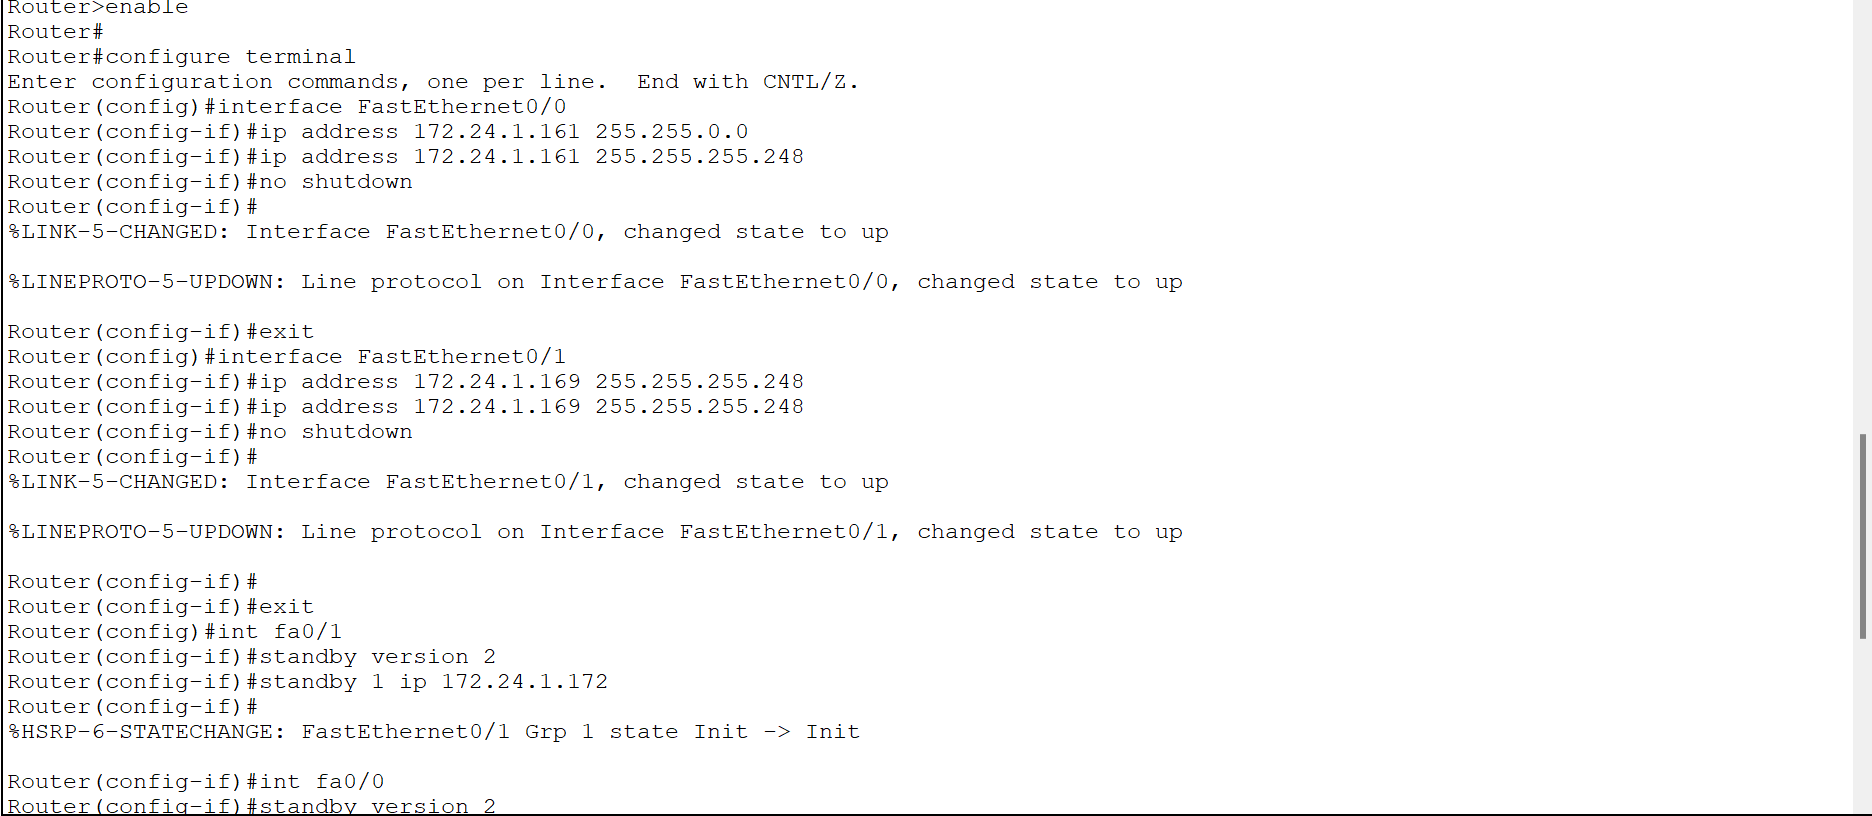 Router>enable
Router#
Router#configure terminal
Enter configuration commands, one per line.  End with CNTL/Z.
Router(config)#interface FastEthernet0/0
Router(config-if)#ip address 172.24.1.161 255.255.0.0
Router(config-if)#ip address 172.24.1.161 255.255.255.248
Router(config-if)#no shutdown
Router(config-if)#
%LINK-5-CHANGED: Interface FastEthernet0/0, changed state to up
%LINEPROTO-5-UPDOWN: Line protocol on Interface FastEthernet0/0, changed state to up
Router(config-if)#exit
Router(config)#interface FastEthernet0/1
Router(config-if)#ip address 172.24.1.169 255.255.255.248
Router(config-if)#ip address 172.24.1.169 255.255.255.248
Router(config-if)#no shutdown
Router(config-if)#
%LINK-5-CHANGED: Interface FastEthernet0/1, changed state to up
%LINEPROTO-5-UPDOWN: Line protocol on Interface FastEthernet0/1, changed state to up
Router(config-if)#
Router(config-if)#exit
Router(config)#int fa0/1
Router(config-if)#standby version 2
Router(config-if)#standby 1 ip 172.24.1.172
Router(config-if)#
%HSRP-6-STATECHANGE: FastEthernet0/1 Grp 1 state Init -> Init
Router(config-if)#int fa0/0
Router(config-if)#standby version 2